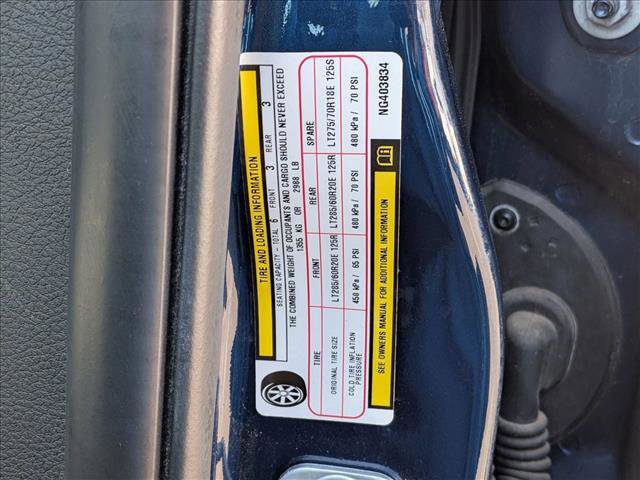 TIRE AND LOADING INFORMATION
SEATING CAPACITY - TOTAL 6 FRONT 3 REAR 3
THE COMBINED WEIGHT OF OCCUPANTS AND CARGO SHOULD NEVER EXCEED
1355 KG OR 2988 LB
TIRE FRONT REAR SPARE
ORIGINAL TIRE SIZE LT285/60R20E 125R LT285/60R20E 125R LT275/70R18E 125S
COLD TIRE INFLATION PRESSURE 450 kPa / 65 PSI 480 kPa / 70 PSI 480 kPa / 70 PSI
SEE OWNERS MANUAL FOR ADDITIONAL INFORMATION
NG403834